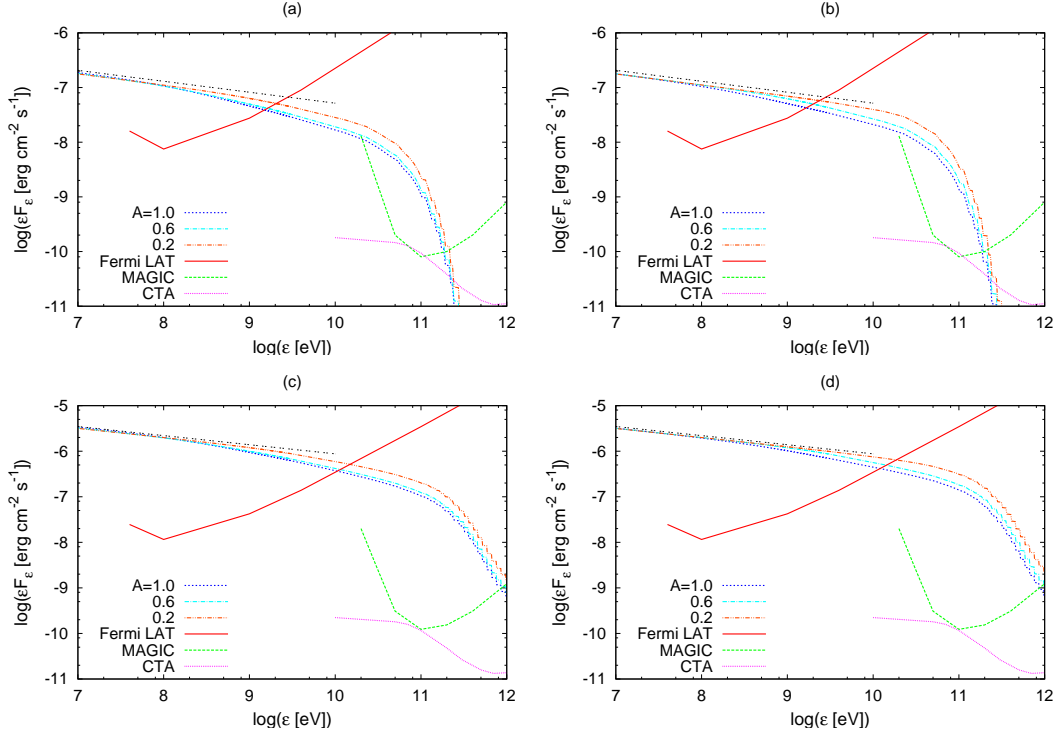 (a)
-6
-7
-8
-9
-10
-11
log(εF_ε [erg cm⁻² s⁻¹])
A=1.0
0.6
0.2
Fermi LAT
MAGIC
CTA
7 8 9 10 11 12
log(ε [eV])
(b)
-6
-7
-8
-9
-10
-11
log(εF_ε [erg cm⁻² s⁻¹])
A=1.0
0.6
0.2
Fermi LAT
MAGIC
CTA
7 8 9 10 11 12
log(ε [eV])
(c)
-5
-6
-7
-8
-9
-10
-11
log(εF_ε [erg cm⁻² s⁻¹])
A=1.0
0.6
0.2
Fermi LAT
MAGIC
CTA
7 8 9 10 11 12
log(ε [eV])
(d)
-5
-6
-7
-8
-9
-10
-11
log(εF_ε [erg cm⁻² s⁻¹])
A=1.0
0.6
0.2
Fermi LAT
MAGIC
CTA
7 8 9 10 11 12
log(ε [eV])